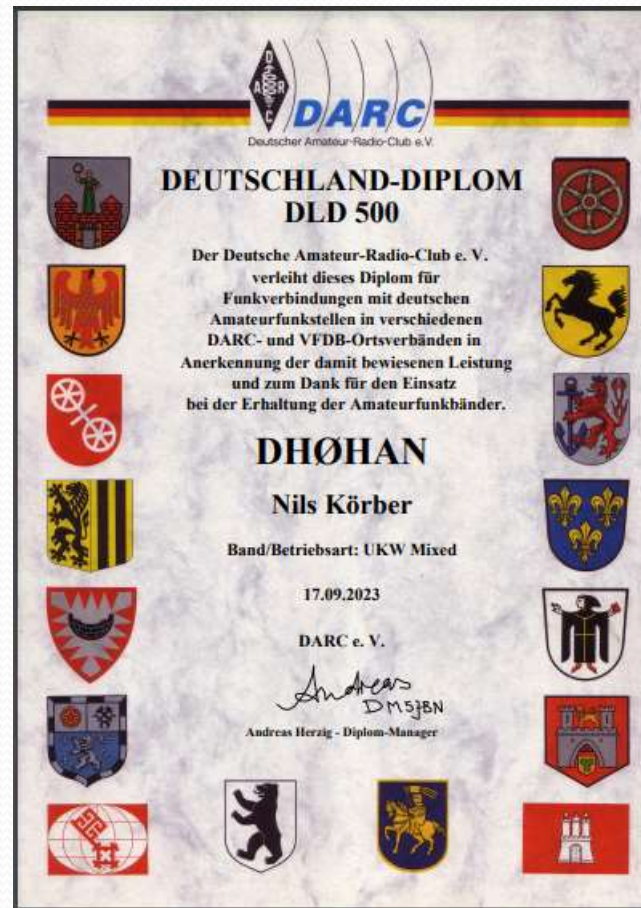 DARC
DARC
Deutscher Amateur-Radio-Club e.V.
DEUTSCHLAND-DIPLOM
DLD 500
Der Deutsche Amateur-Radio-Club e. V.
verleiht dieses Diplom für
Funkverbindungen mit deutschen
Amateurfunkstellen in verschiedenen
DARC- und VFDB-Ortsverbänden in
Anerkennung der damit bewiesenen Leistung
und zum Dank für den Einsatz
bei der Erhaltung der Amateurfunkbänder.
DHØHAN
Nils Körber
Band/Betriebsart: UKW Mixed
17.09.2023
DARC e. V.
Andreas
DM5JBN
Andreas Herzig - Diplom-Manager